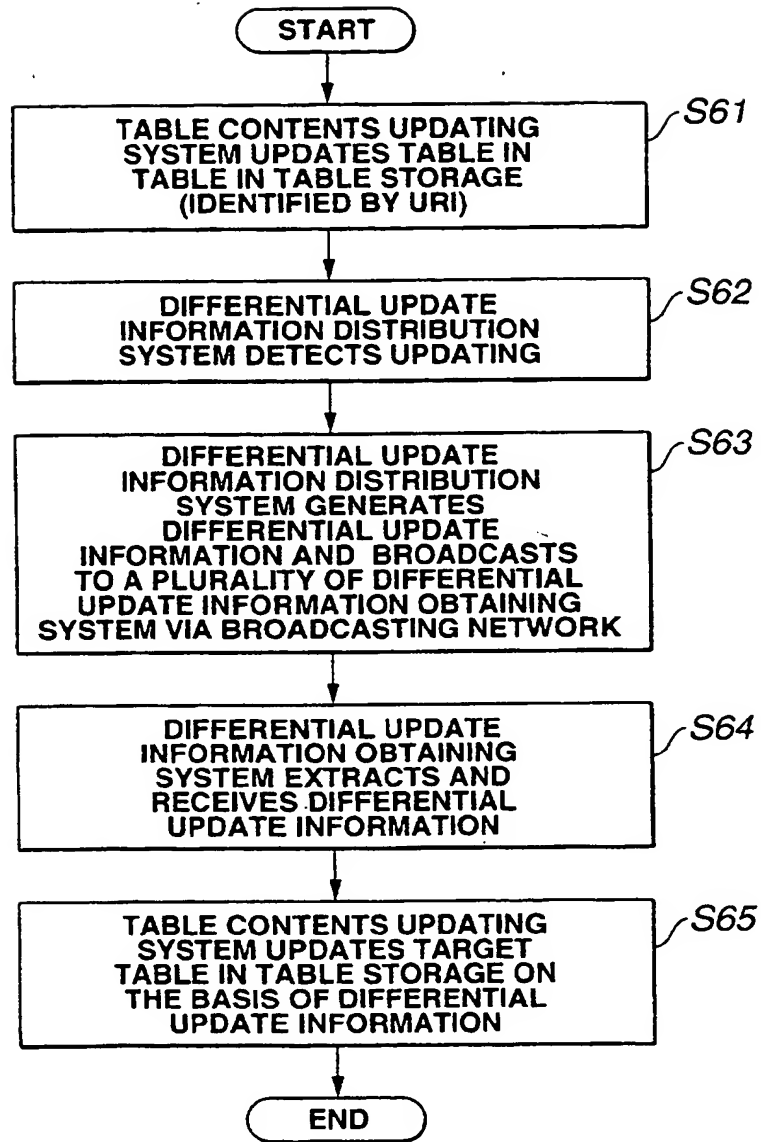 START
S61
TABLE CONTENTS UPDATING
SYSTEM UPDATES TABLE IN
TABLE IN TABLE STORAGE
(IDENTIFIED BY URI)
S62
DIFFERENTIAL UPDATE
INFORMATION DISTRIBUTION
SYSTEM DETECTS UPDATING
S63
DIFFERENTIAL UPDATE
INFORMATION DISTRIBUTION
SYSTEM GENERATES
DIFFERENTIAL UPDATE
INFORMATION AND BROADCASTS
TO A PLURALITY OF DIFFERENTIAL
UPDATE INFORMATION OBTAINING
SYSTEM VIA BROADCASTING NETWORK
S64
DIFFERENTIAL UPDATE
INFORMATION OBTAINING
SYSTEM EXTRACTS AND
RECEIVES DIFFERENTIAL
UPDATE INFORMATION
S65
TABLE CONTENTS UPDATING
SYSTEM UPDATES TARGET
TABLE IN TABLE STORAGE ON
THE BASIS OF DIFFERENTIAL
UPDATE INFORMATION
END